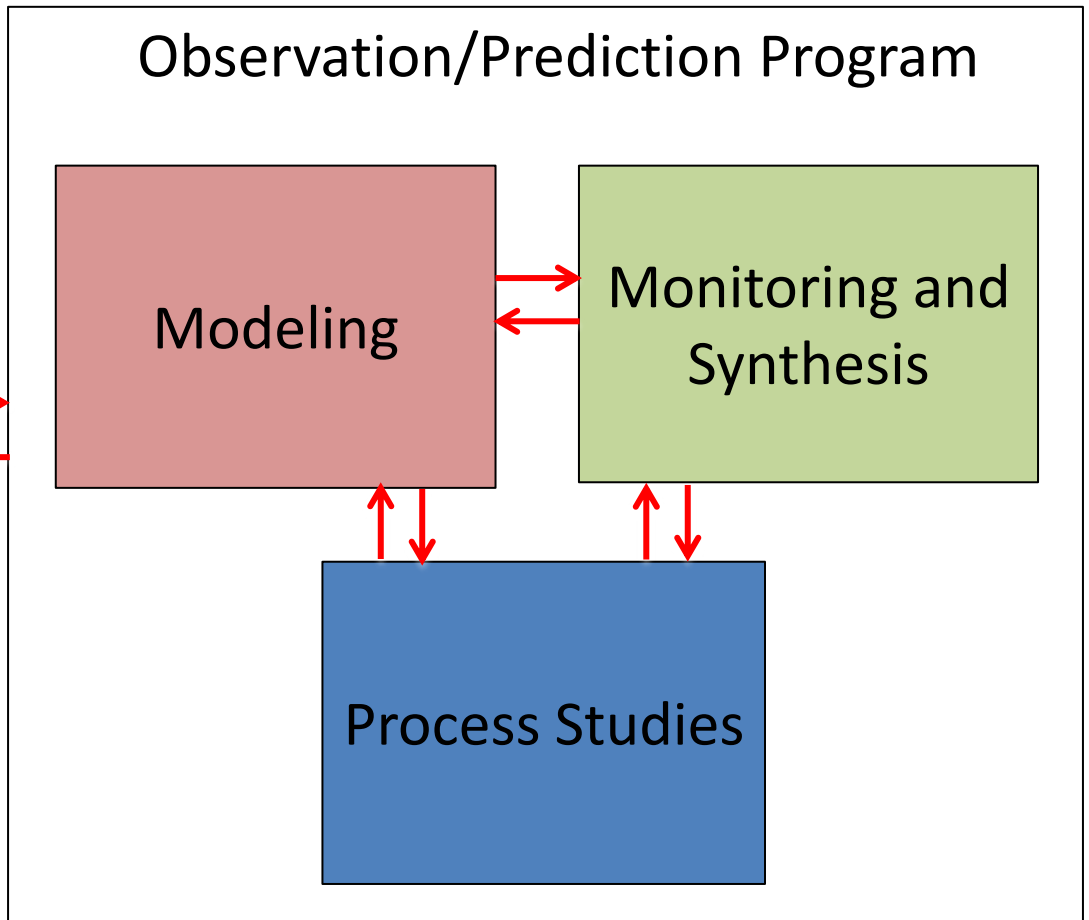 Observation/Prediction Program
Modeling
Monitoring and
Synthesis
Process Studies